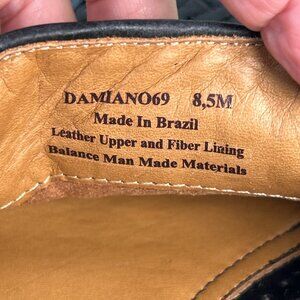 DAMIANO69 8,5M
Made In Brazil
Leather Upper and Fiber Lining
Balance Man Made Materials